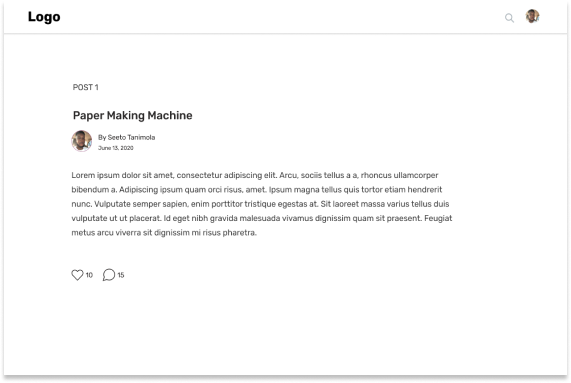 Logo
POST 1
Paper Making Machine
By Seeto Tanimola
June 13, 2020
Lorem ipsum dolor sit amet, consectetur adipiscing elit. Arcu, sociis tellus a a, rhoncus ullamcorper
bibendum a. Adipiscing ipsum quam orci risus, amet. Ipsum magna tellus quis tortor etiam hendrerit
nunc. Vulputate semper sapien, enim porttitor tristique egestas at. Sit laoreet massa varius tellus duis
vulputate ut ut placerat. Id eget nibh gravida malesuada vivamus dignissim quam sit praesent. Feugiat
metus arcu viverra sit dignissim mi risus pharetra.
10 15